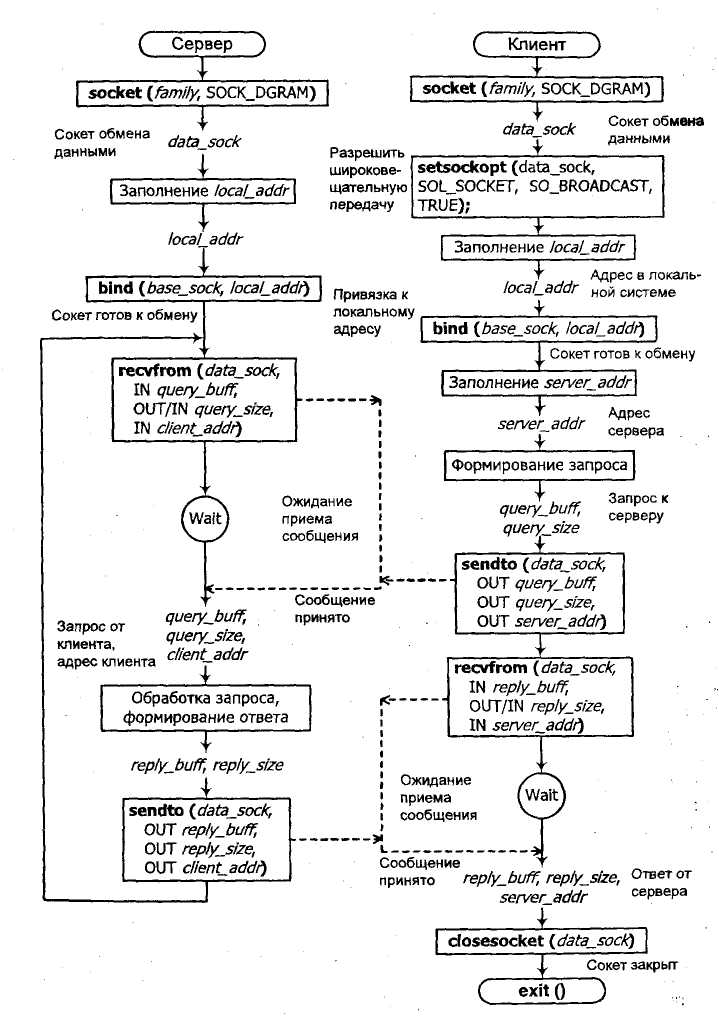 Сервер
socket (family, SOCK_DGRAM)
Сокет обмена
данными
data_sock
Заполнение local_addr
local_addr
bind (base_sock, local_addr)
Сокет готов к обмену
recvfrom (data_sock,
IN query_buff,
OUT/IN query_size,
IN client_addr)
Wait
Ожидание
приема
сообщения
Сообщение
принято
Запрос от
клиента,
адрес клиента
query_buff,
query_size,
client_addr
Обработка запроса,
формирование ответа
reply_buff, reply_size
sendto (data_sock,
OUT reply_buff,
OUT reply_size,
OUT client_addr)
Клиент
socket (family, SOCK_DGRAM)
data_sock
Сокет обмена
данными
Разрешить
широкове-
щательную
передачу
setsockopt (data_sock,
SOL_SOCKET, SO_BROADCAST,
TRUE);
Заполнение local_addr
local_addr
Адрес в локаль-
ной системе
Привязка к
локальному
адресу
bind (base_sock, local_addr)
Сокет готов к обмену
Заполнение server_addr
server_addr
Адрес
сервера
Формирование запроса
query_buff,
query_size
Запрос к
серверу
sendto (data_sock,
OUT query_buff,
OUT query_size,
OUT server_addr)
recvfrom (data_sock,
IN reply_buff,
OUT/IN reply_size,
IN server_addr)
Ожидание
приема
сообщения
Wait
Сообщение
принято
reply_buff, reply_size,
server_addr
Ответ от
сервера
closesocket (data_sock)
Сокет закрыт
exit ()